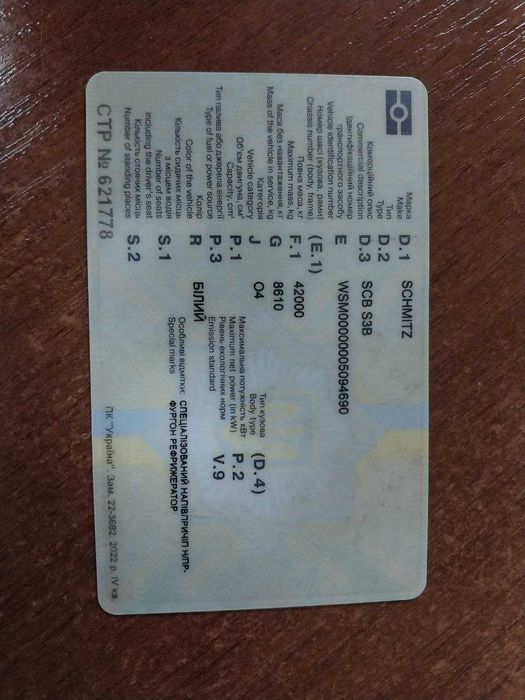 Марка D.1 SCHMITZ
Make
Тип D.2
Type
Комерційний опис D.3 SCB S3B
Commercial description
Ідентифікаційний номер
транспортного засобу E WSM00000005094690
Vehicle identification number
Номер шасі (кузова, рами) (E.1)
Chassis number (body, frame)
Повна маса, кг F.1 42000
Maximum mass, kg
Маса без навантаження, кг G 8610
Mass of the vehicle in service, kg
Категорія J O4 Тип кузова (D.4)
Vehicle category Body type
Об'єм двигуна, см³ P.1 Максимальна потужність кВт P.2
Capacity, cm³ Maximum net power (in kW)
Тип палива або джерела енергії P.3 Рівень екологічних норм V.9
Type of fuel or power source Emission standard
Колір R БІЛИЙ
Color of the vehicle
Кількість сидячих місць
з місцем водія S.1
Number of seats
including the driver's seat
Кількість стоячих місць S.2
Number of standing places
Особливі відмітки: СПЕЦІАЛІЗОВАНИЙ НАПІВПРИЧІП Н/ПР-
Special marks ФУРГОН РЕФРИЖЕРАТОР
СТР № 621778
ПК "Україна". Зам. 22-3682. 2022 р. IV кв.